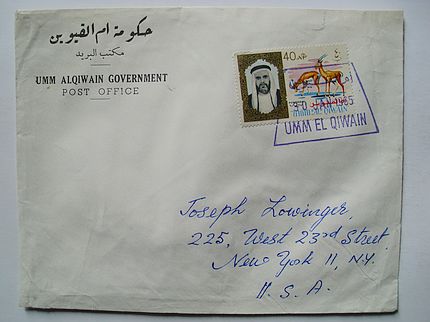 حكومة ام القيوين
مكتب البريد
UMM ALQIWAIN GOVERNMENT
POST OFFICE
40
UMM EL QIWAIN
Joseph Lowinger,
225, West 23rd Street
New York 11, N.Y.
U. S. A.